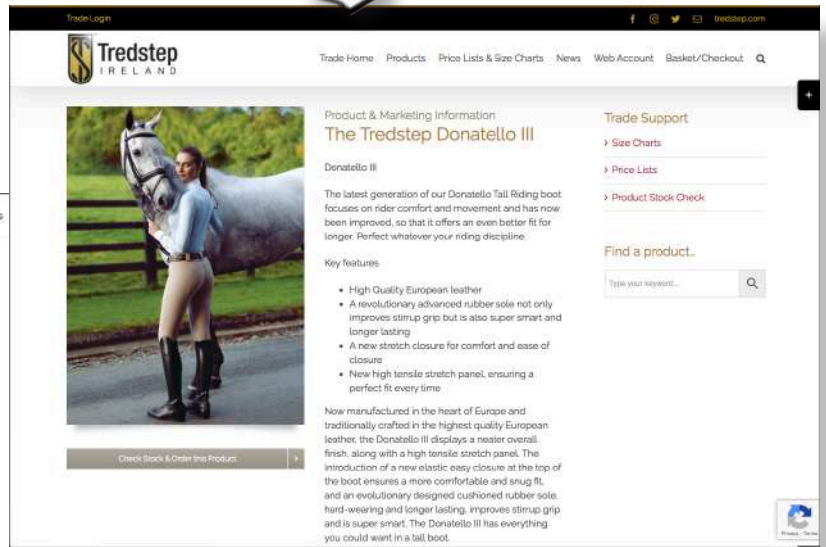 Trade Login
tredstep.com
Tredstep
IRELAND
Trade Home Products Price Lists & Size Charts News Web Account Basket/Checkout
Product & Marketing Information
The Tredstep Donatello III
Donatello III
The latest generation of our Donatello Tall Riding boot
focuses on rider comfort and movement and has now
been improved, so that it offers an even better fit for
longer. Perfect whatever your riding discipline.
Key features
• High Quality European leather
• A revolutionary advanced rubber sole not only
improves stirrup grip but is also super smart and
longer lasting
• A new stretch closure for comfort and ease of
closure
• New high tensile stretch panel, ensuring a
perfect fit every time
Now manufactured in the heart of Europe and
traditionally crafted in the highest quality European
leather, the Donatello III displays a neater overall
finish, along with a high tensile stretch panel. The
introduction of a new elastic easy closure at the top of
the boot ensures a more comfortable and snug fit,
and an evolutionary designed cushioned rubber sole,
hard-wearing and longer lasting, improves stirrup grip
and is super smart. The Donatello III has everything
you could want in a tall boot.
Check Stock & Order this Product
Trade Support
> Size Charts
> Price Lists
> Product Stock Check
Find a product..
Type your keyword...
Privacy - Terms